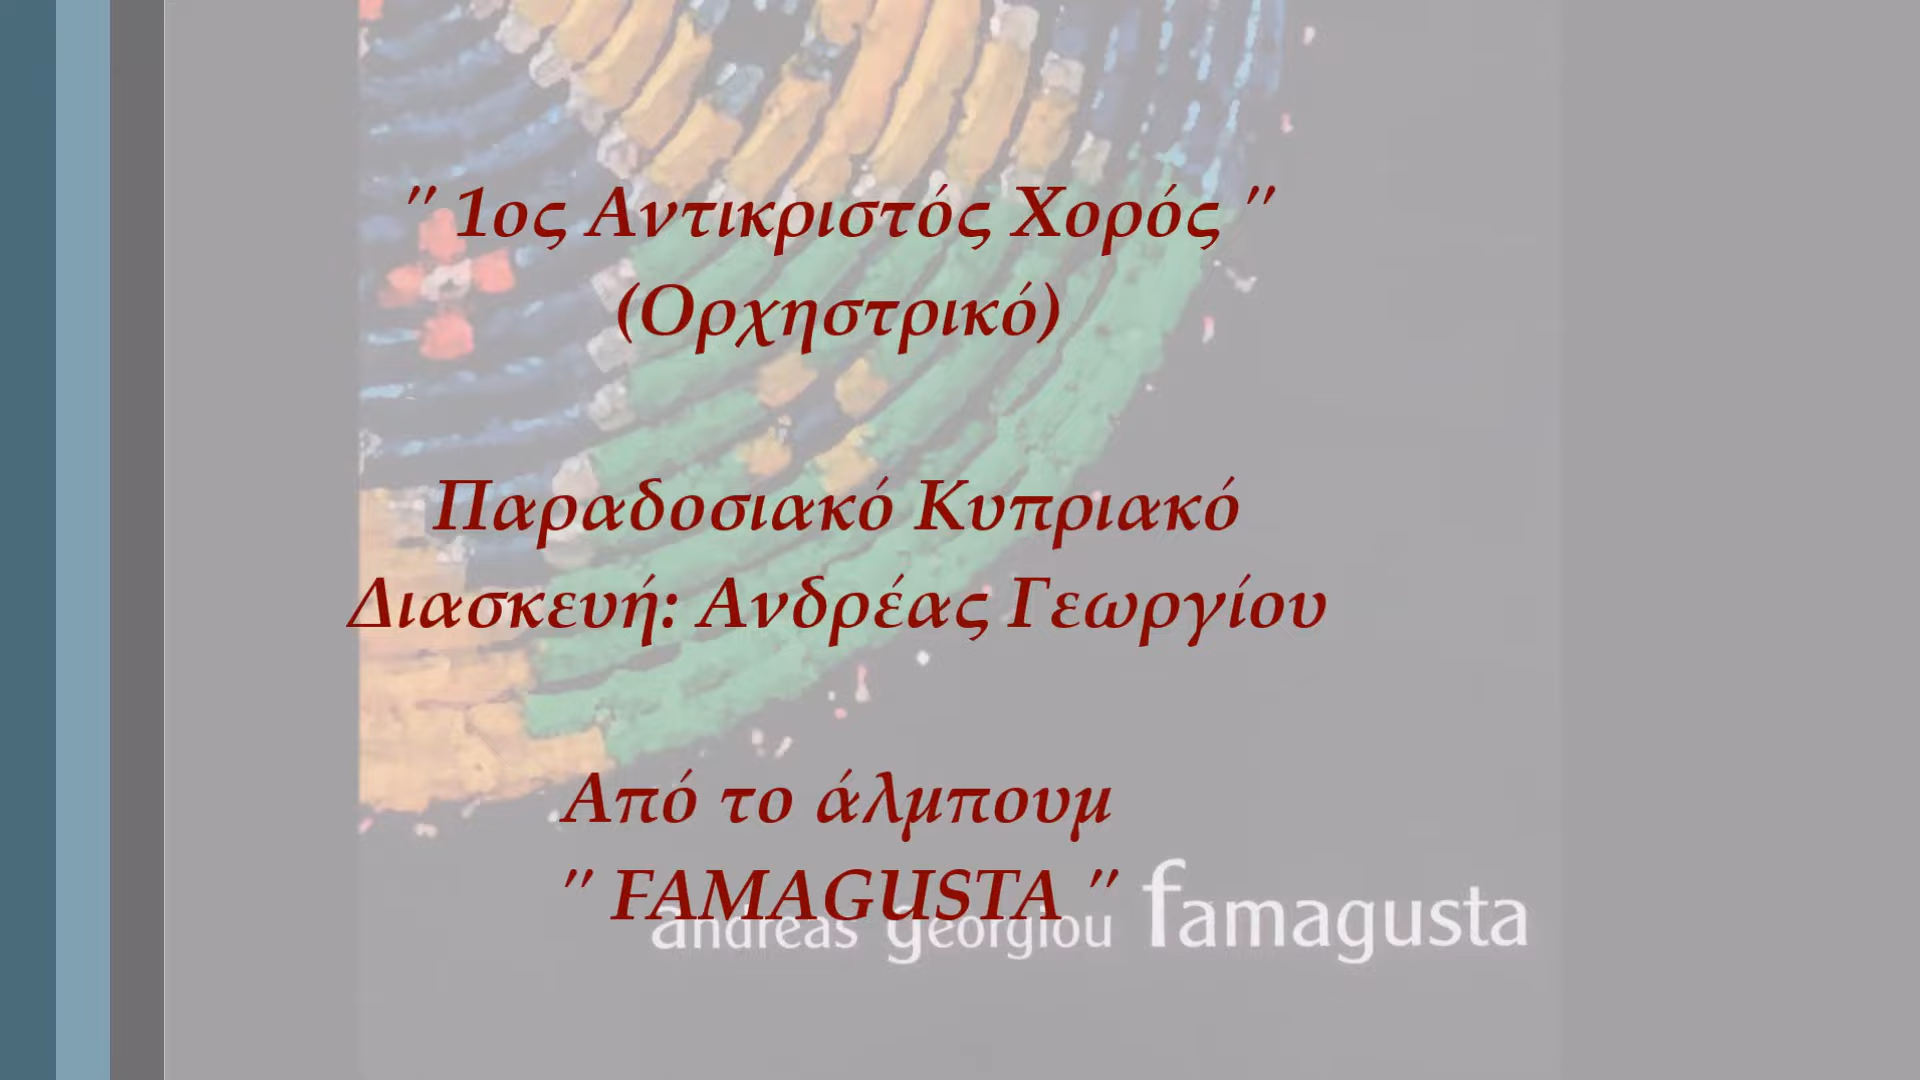 " 1ος Αντικριστός Χορός "
(Ορχηστρικό)
Παραδοσιακό Κυπριακό
Διασκευή: Ανδρέας Γεωργίου
Από το άλμπουμ
" FAMAGUSTA "
andreas georgiou famagusta